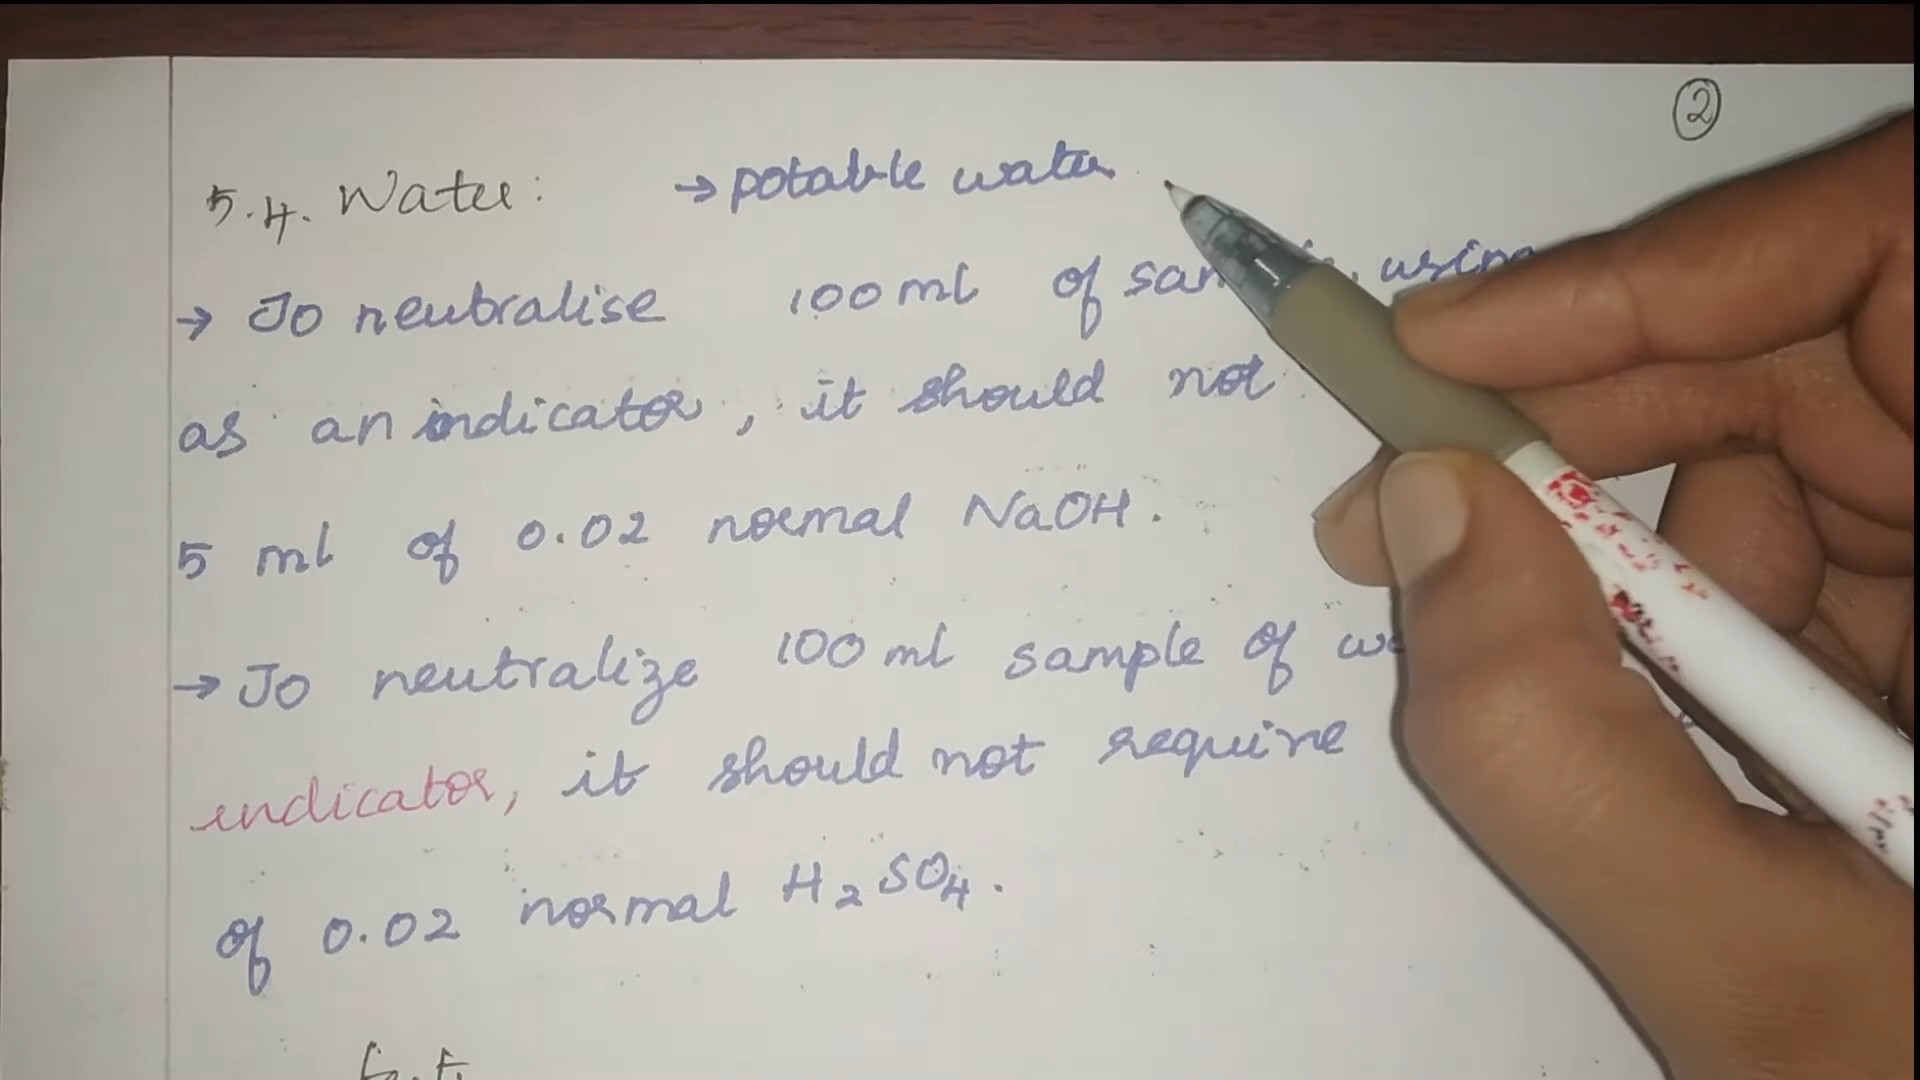 2
5.4. Water: → potable water
→ To neutralise 100 ml of using
as an indicator, it should not
5 ml of 0.02 normal NaOH.
→ To neutralize 100 ml sample of
indicator, it should not require
of 0.02 normal H₂SO₄.